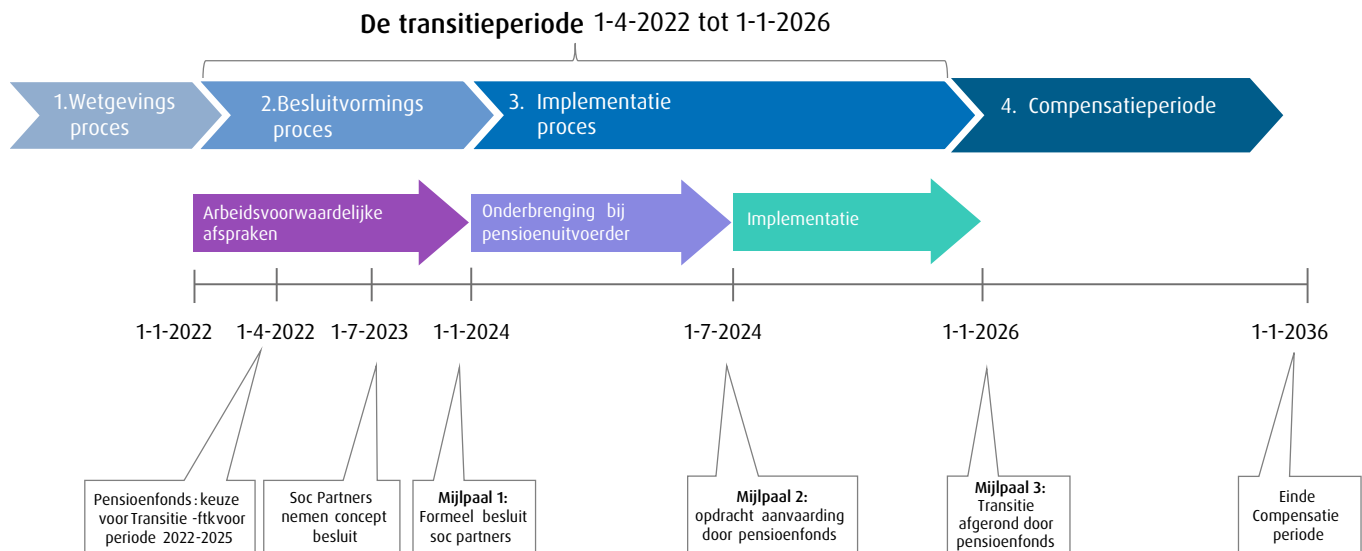 De transitieperiode 1-4-2022 tot 1-1-2026
1.Wetgevings
proces
2.Besluitvormings
proces
3. Implementatie
proces
4. Compensatieperiode
Arbeidsvoorwaardelijke
afspraken
Onderbrenging bij
pensioenuitvoerder
Implementatie
1-1-2022
1-4-2022
1-7-2023
1-1-2024
1-7-2024
1-1-2026
1-1-2036
Pensioenfonds: keuze
voor Transitie -ftkvoor
periode 2022-2025
Soc Partners
nemen concept
besluit
Mijlpaal 1:
Formeel besluit
soc partners
Mijlpaal 2:
opdracht aanvaarding
door pensioenfonds
Mijlpaal 3:
Transitie
afgerond door
pensioenfonds
Einde
Compensatie
periode